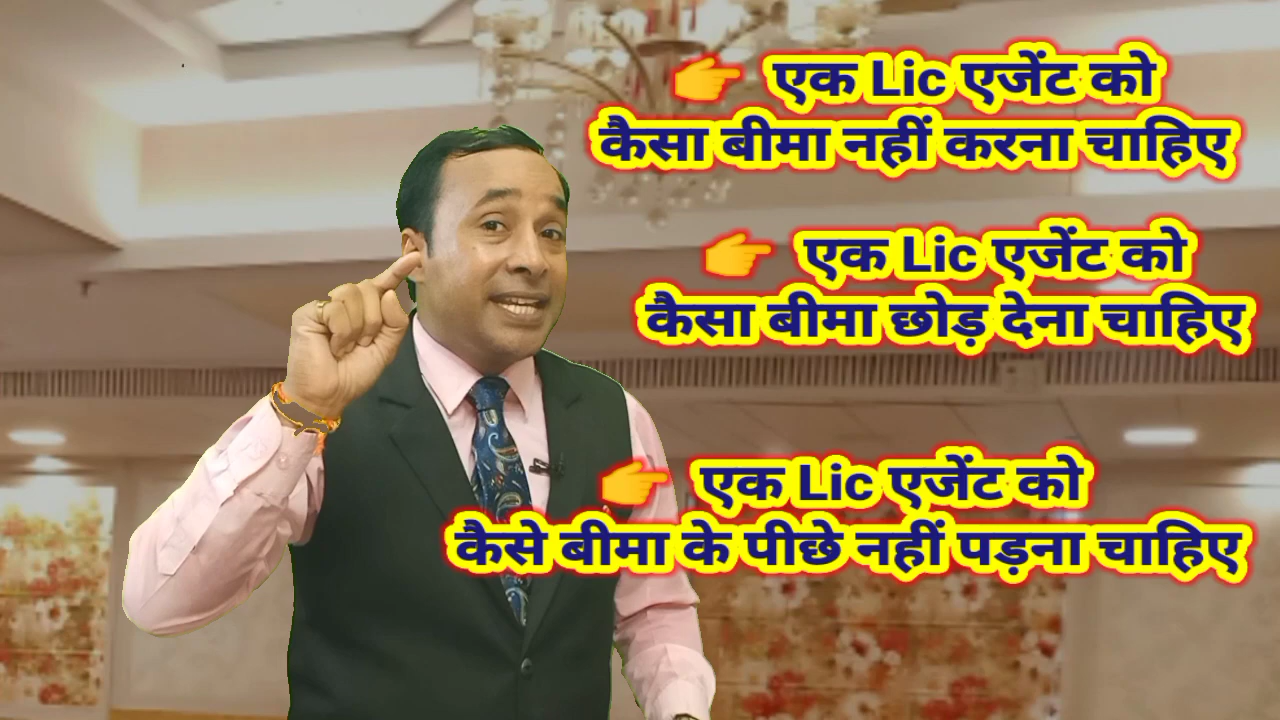 👉 एक Lic एजेंट को
कैसा बीमा नहीं करना चाहिए
👉 एक Lic एजेंट को
कैसा बीमा छोड़ देना चाहिए
👉 एक Lic एजेंट को
कैसे बीमा के पीछे नहीं पड़ना चाहिए